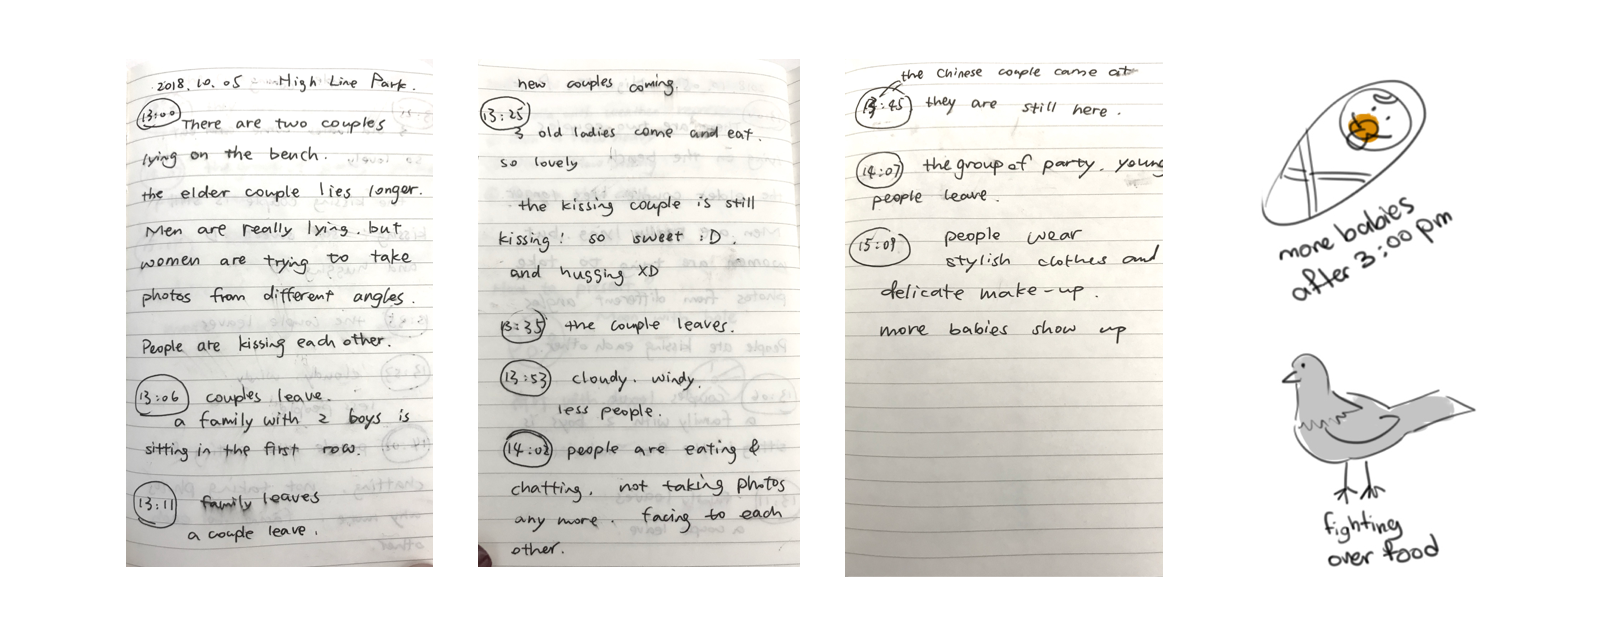 2018.10.05 High Line Park.
13:00
There are two couples
lying on the bench.
the elder couple lies longer.
Men are really lying. but
women are trying to take
photos from different angles.
People are kissing each other.
13:06 couples leave.
a family with 2 boys is
sitting in the first row.
13:11 family leaves
a couple leave.
new couples coming.
13:25
3 old ladies come and eat.
so lovely
the kissing couple is still
kissing! so sweet :D.
and hugging XD
13:35 the couple leaves.
13:53 cloudy. windy.
less people.
14:02 people are eating &
chatting. not taking photos
any more. facing to each
other.
the Chinese couple came at
:45 they are still here.
14:07 the group of party. young
people leave.
15:09 people wear
stylish clothes and
delicate make-up.
more babies show up
more babies
after 3:00 pm
fighting
over food